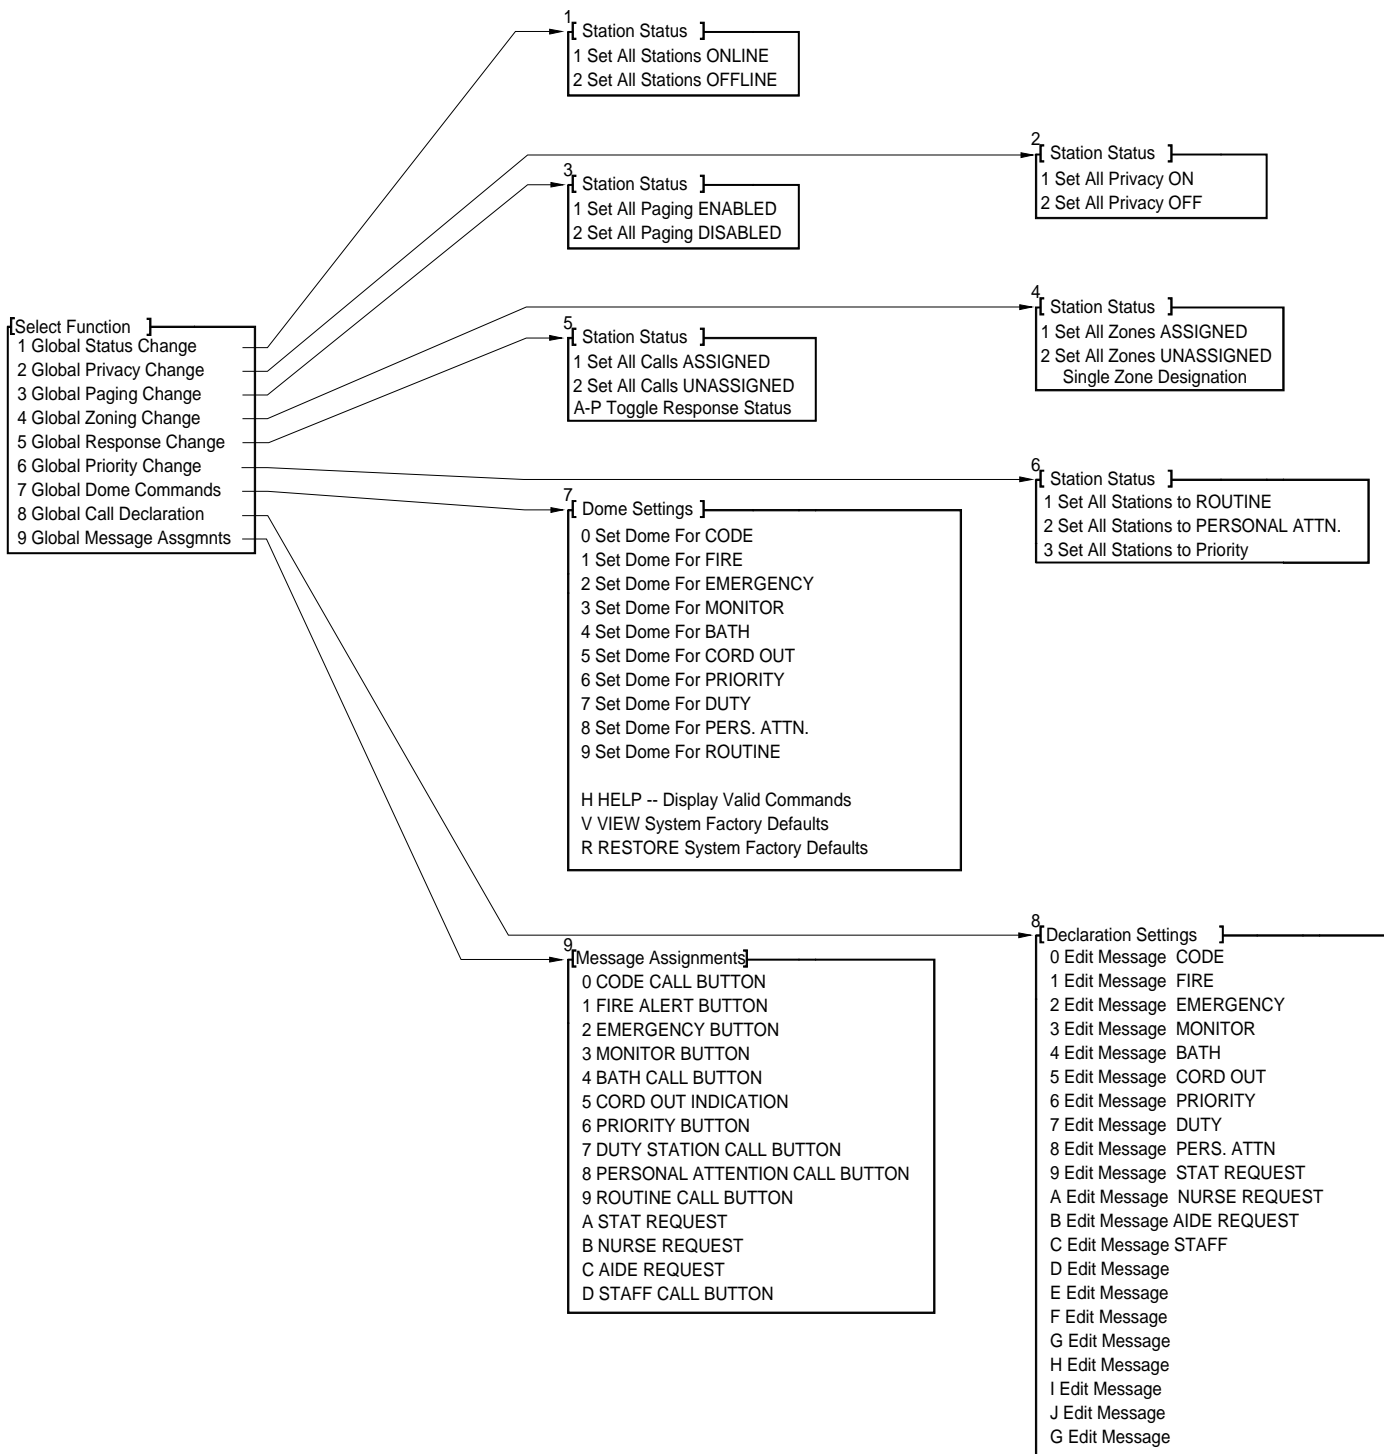 1
[ Station Status ]
1 Set All Stations ONLINE
2 Set All Stations OFFLINE
2
[ Station Status ]
1 Set All Privacy ON
2 Set All Privacy OFF
3
[ Station Status ]
1 Set All Paging ENABLED
2 Set All Paging DISABLED
4
[ Station Status ]
1 Set All Zones ASSIGNED
2 Set All Zones UNASSIGNED
Single Zone Designation
[Select Function ]
1 Global Status Change
2 Global Privacy Change
3 Global Paging Change
4 Global Zoning Change
5 Global Response Change
6 Global Priority Change
7 Global Dome Commands
8 Global Call Declaration
9 Global Message Assgmnts
5
[ Station Status ]
1 Set All Calls ASSIGNED
2 Set All Calls UNASSIGNED
A-P Toggle Response Status
6
[ Station Status ]
1 Set All Stations to ROUTINE
2 Set All Stations to PERSONAL ATTN.
3 Set All Stations to Priority
7
[ Dome Settings ]
0 Set Dome For CODE
1 Set Dome For FIRE
2 Set Dome For EMERGENCY
3 Set Dome For MONITOR
4 Set Dome For BATH
5 Set Dome For CORD OUT
6 Set Dome For PRIORITY
7 Set Dome For DUTY
8 Set Dome For PERS. ATTN.
9 Set Dome For ROUTINE
H HELP -- Display Valid Commands
V VIEW System Factory Defaults
R RESTORE System Factory Defaults
8
[Declaration Settings ]
0 Edit Message CODE
1 Edit Message FIRE
2 Edit Message EMERGENCY
3 Edit Message MONITOR
4 Edit Message BATH
5 Edit Message CORD OUT
6 Edit Message PRIORITY
7 Edit Message DUTY
8 Edit Message PERS. ATTN
9 Edit Message STAT REQUEST
A Edit Message NURSE REQUEST
B Edit Message AIDE REQUEST
C Edit Message STAFF
D Edit Message
E Edit Message
F Edit Message
G Edit Message
H Edit Message
I Edit Message
J Edit Message
G Edit Message
9
[Message Assignments]
0 CODE CALL BUTTON
1 FIRE ALERT BUTTON
2 EMERGENCY BUTTON
3 MONITOR BUTTON
4 BATH CALL BUTTON
5 CORD OUT INDICATION
6 PRIORITY BUTTON
7 DUTY STATION CALL BUTTON
8 PERSONAL ATTENTION CALL BUTTON
9 ROUTINE CALL BUTTON
A STAT REQUEST
B NURSE REQUEST
C AIDE REQUEST
D STAFF CALL BUTTON